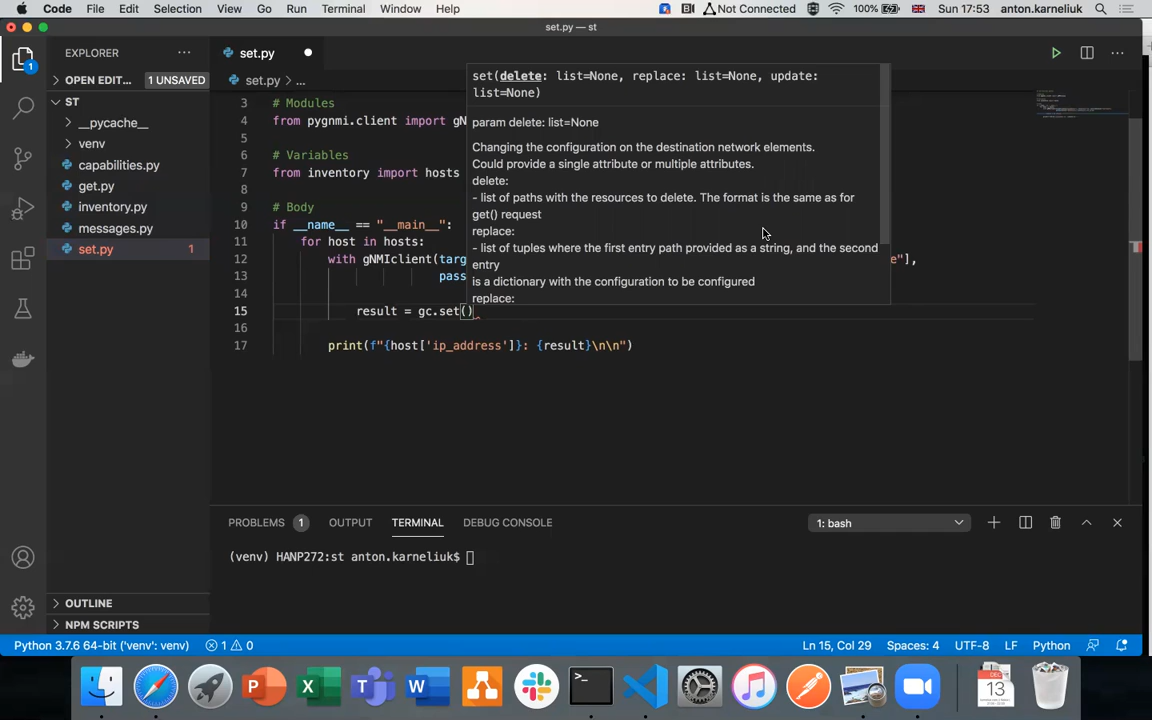 Code File Edit Selection View Go Run Terminal Window Help Not Connected 100% Sun 17:53 anton.karneliuk
set.py — st
EXPLORER
set.py
OPEN EDIT... 1 UNSAVED
set.py > ...
ST
__pycache__
venv
capabilities.py
get.py
inventory.py
messages.py
set.py 1
3 # Modules
4 from pygnmi.client import gN
5
6 # Variables
7 from inventory import hosts
8
9 # Body
10 if __name__ == "__main__":
11 for host in hosts:
12 with gNMIclient(targ e"],
13 pass
14
15 result = gc.set()
16
17 print(f"{host['ip_address']}: {result}\n\n")
set(delete: list=None, replace: list=None, update:
list=None)
param delete: list=None
Changing the configuration on the destination network elements.
Could provide a single attribute or multiple attributes.
delete:
- list of paths with the resources to delete. The format is the same as for
get() request
replace:
- list of tuples where the first entry path provided as a string, and the second
entry
is a dictionary with the configuration to be configured
replace:
PROBLEMS 1 OUTPUT TERMINAL DEBUG CONSOLE
1: bash
(venv) HANP272:st anton.karneliuk$
OUTLINE
NPM SCRIPTS
Python 3.7.6 64-bit ('venv': venv) 1 0 Ln 15, Col 29 Spaces: 4 UTF-8 LF Python
DEC
13